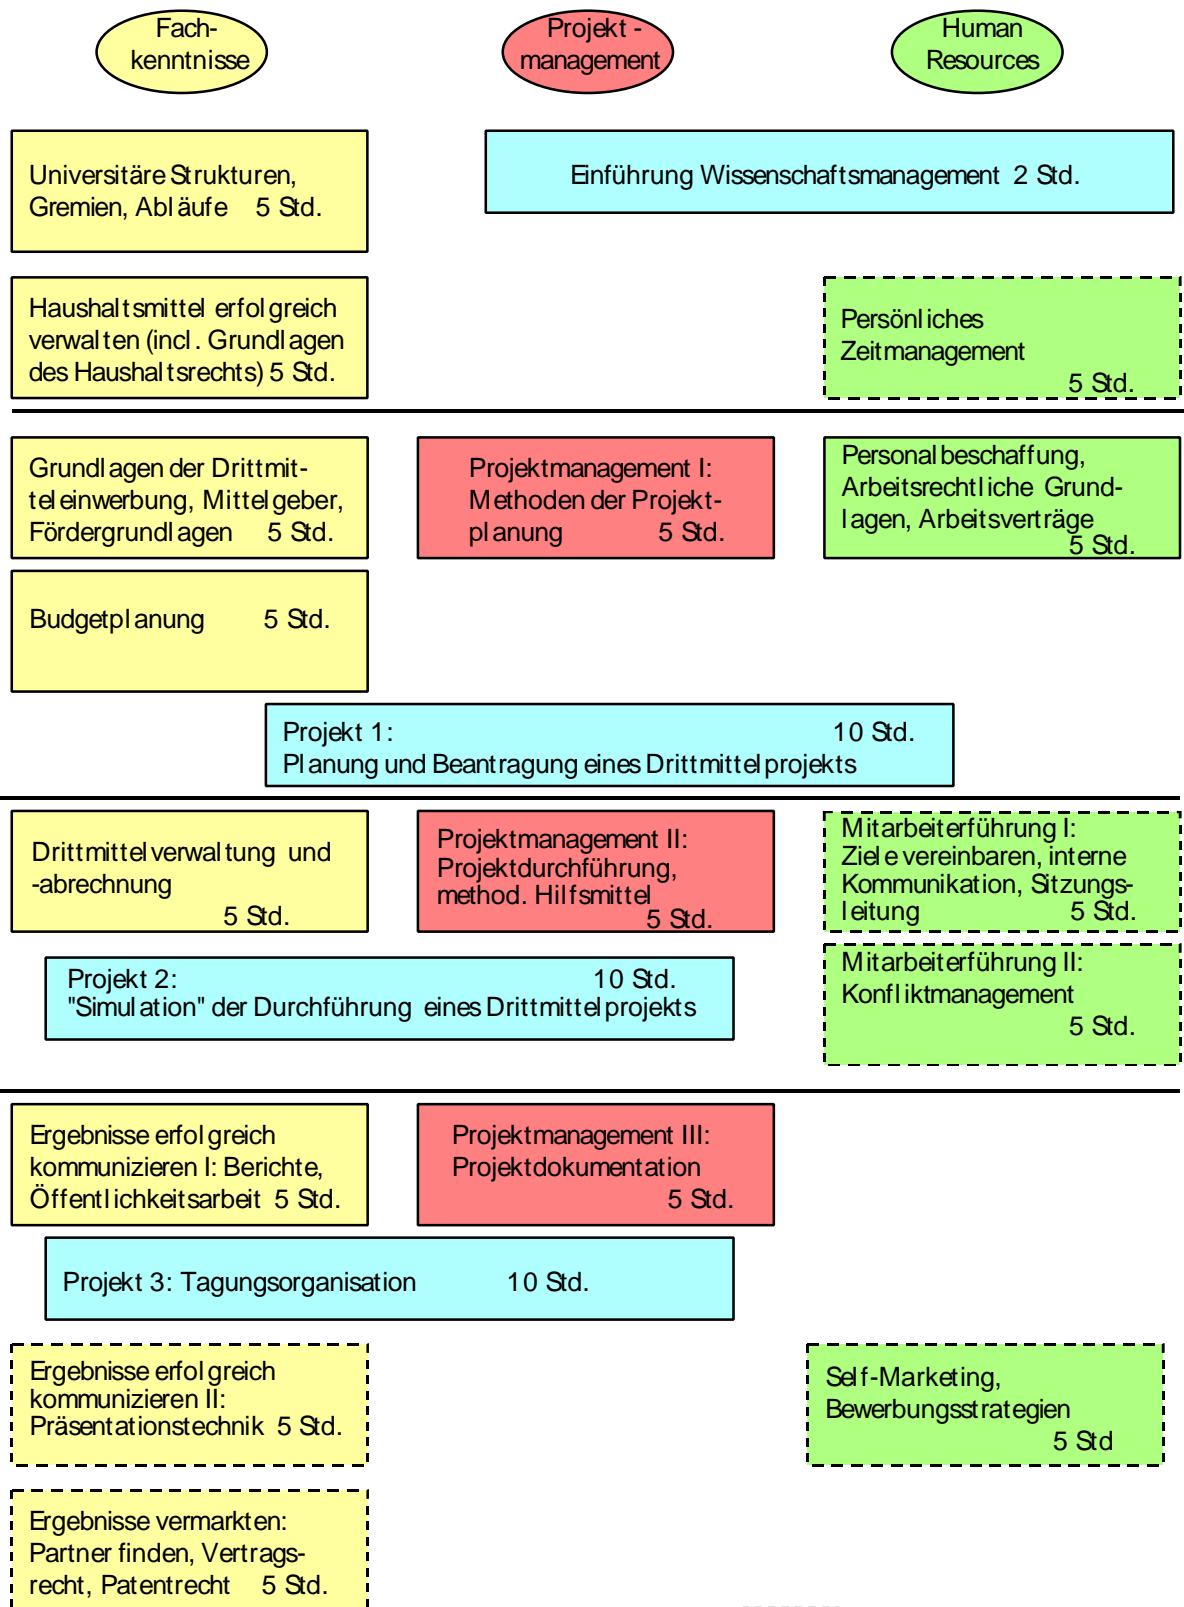 Fach-
kenntnisse
Projekt -
management
Human
Resources
Universitäre Strukturen,
Gremien, Abläufe 5 Std.
Einführung Wissenschaftsmanagement 2 Std.
Haushaltsmittel erfolgreich
verwalten (incl. Grundlagen
des Haushaltsrechts) 5 Std.
Persönliches
Zeitmanagement
5 Std.
Grundlagen der Drittmit-
teleinwerbung, Mittelgeber,
Fördergrundlagen 5 Std.
Projektmanagement I:
Methoden der Projekt-
planung 5 Std.
Personalbeschaffung,
Arbeitsrechtliche Grund-
lagen, Arbeitsverträge
5 Std.
Budgetplanung 5 Std.
Projekt 1: 10 Std.
Planung und Beantragung eines Drittmittelprojekts
Drittmittelverwaltung und
-abrechnung
5 Std.
Projektmanagement II:
Projektdurchführung,
method. Hilfsmittel
5 Std.
Mitarbeiterführung I:
Ziele vereinbaren, interne
Kommunikation, Sitzungs-
leitung 5 Std.
Projekt 2: 10 Std.
"Simulation" der Durchführung eines Drittmittelprojekts
Mitarbeiterführung II:
Konfliktmanagement
5 Std.
Ergebnisse erfolgreich
kommunizieren I: Berichte,
Öffentlichkeitsarbeit 5 Std.
Projektmanagement III:
Projektdokumentation
5 Std.
Projekt 3: Tagungsorganisation 10 Std.
Ergebnisse erfolgreich
kommunizieren II:
Präsentationstechnik 5 Std.
Self-Marketing,
Bewerbungsstrategien
5 Std
Ergebnisse vermarkten:
Partner finden, Vertrags-
recht, Patentrecht 5 Std.